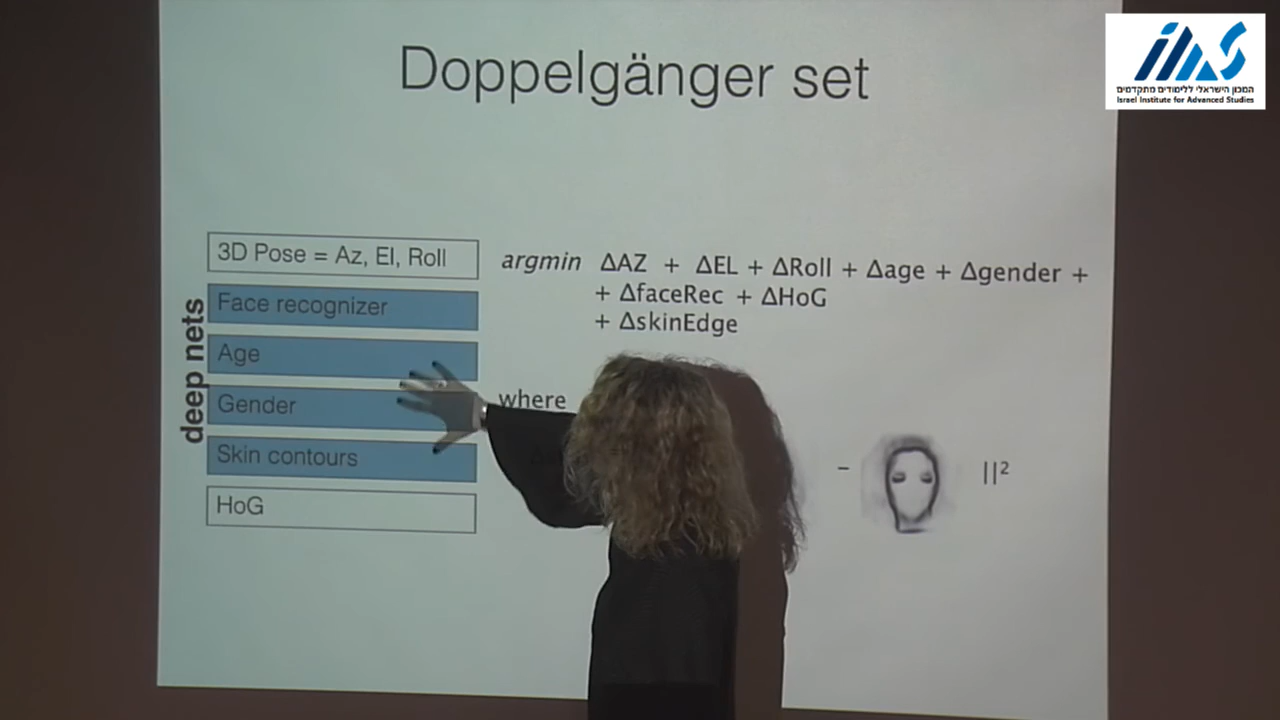 Doppelgänger set
המכון הישראלי ללימודים מתקדמים
Israel Institute for Advanced Studies
deep nets
3D Pose = Az, El, Roll
Face recognizer
Age
Gender
Skin contours
HoG
argmin ΔAZ + ΔEL + ΔRoll + Δage + Δgender +
+ ΔfaceRec + ΔHoG
+ ΔskinEdge
where
- ||²